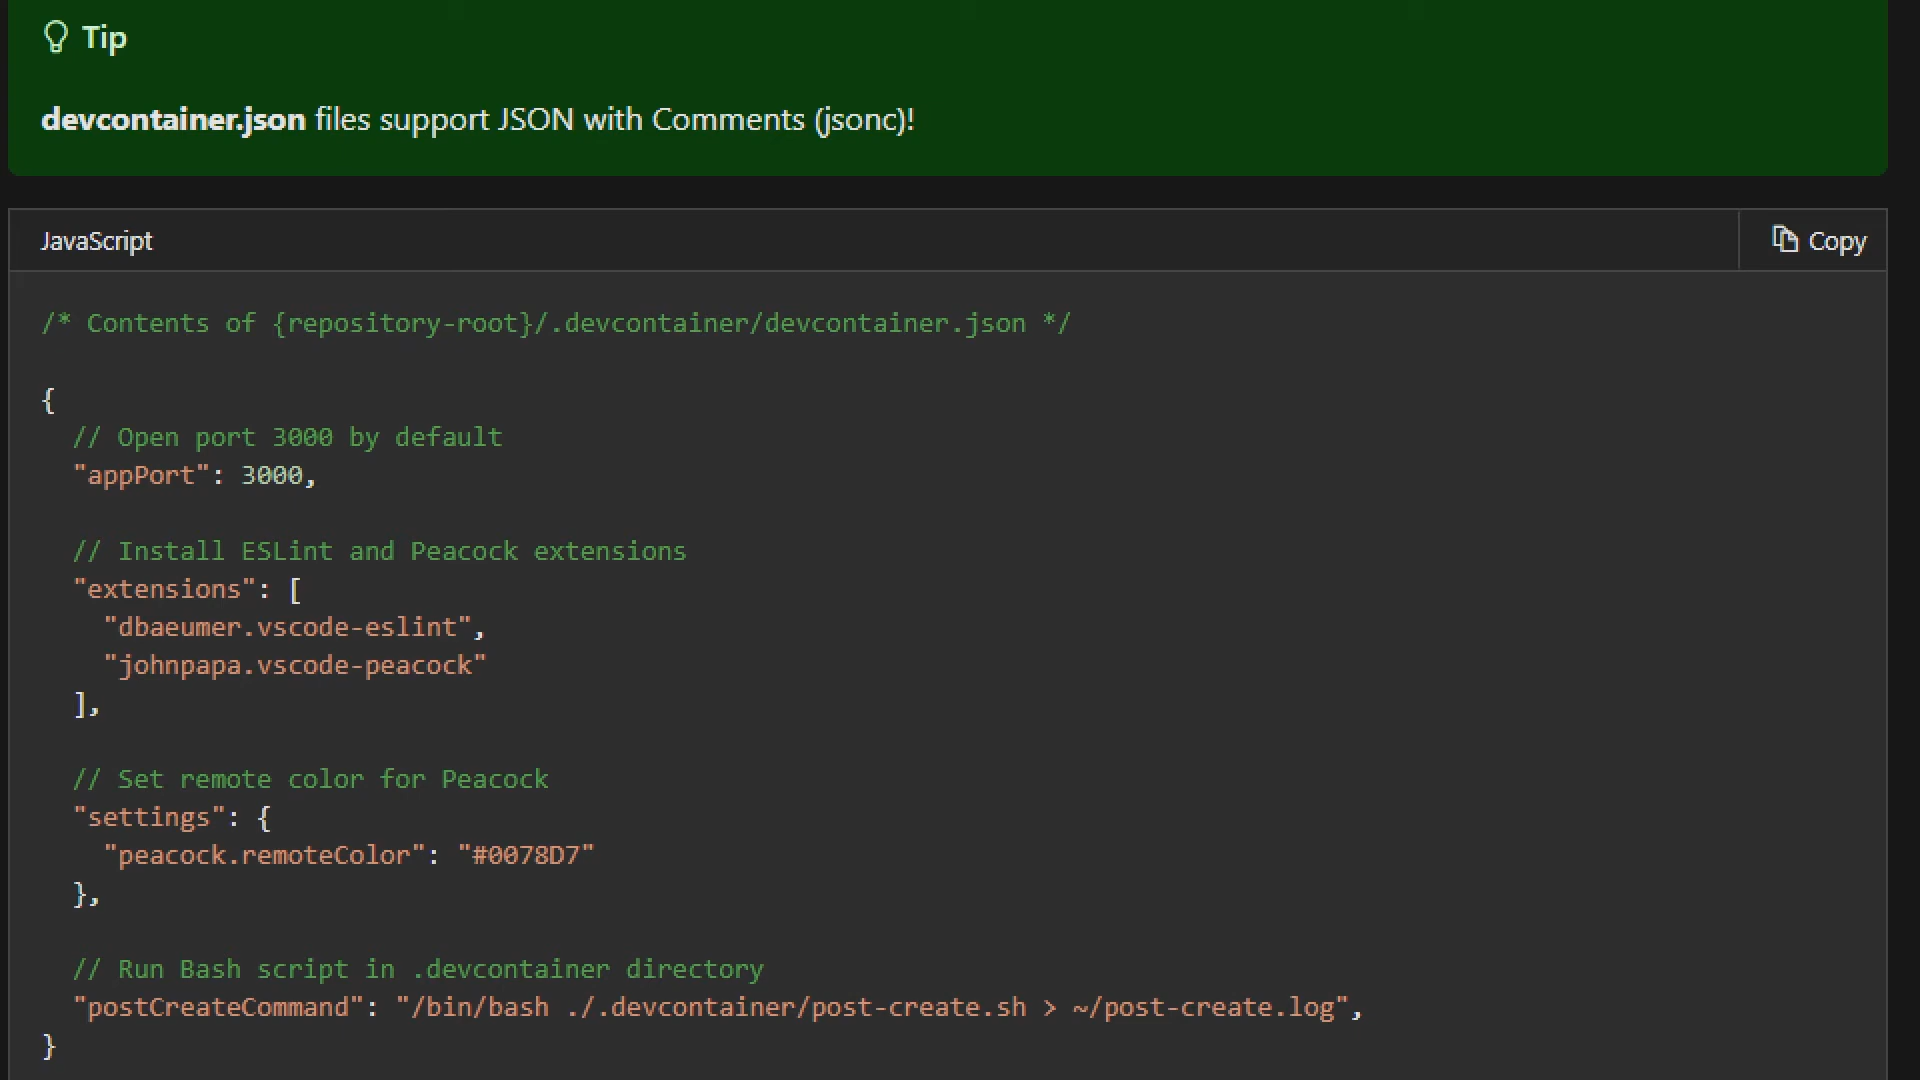 Tip
devcontainer.json files support JSON with Comments (jsonc)!
JavaScript
Copy
/* Contents of {repository-root}/.devcontainer/devcontainer.json */
{
// Open port 3000 by default
"appPort": 3000,
// Install ESLint and Peacock extensions
"extensions": [
"dbaeumer.vscode-eslint",
"johnpapa.vscode-peacock"
],
// Set remote color for Peacock
"settings": {
"peacock.remoteColor": "#0078D7"
},
// Run Bash script in .devcontainer directory
"postCreateCommand": "/bin/bash ./.devcontainer/post-create.sh > ~/post-create.log",
}